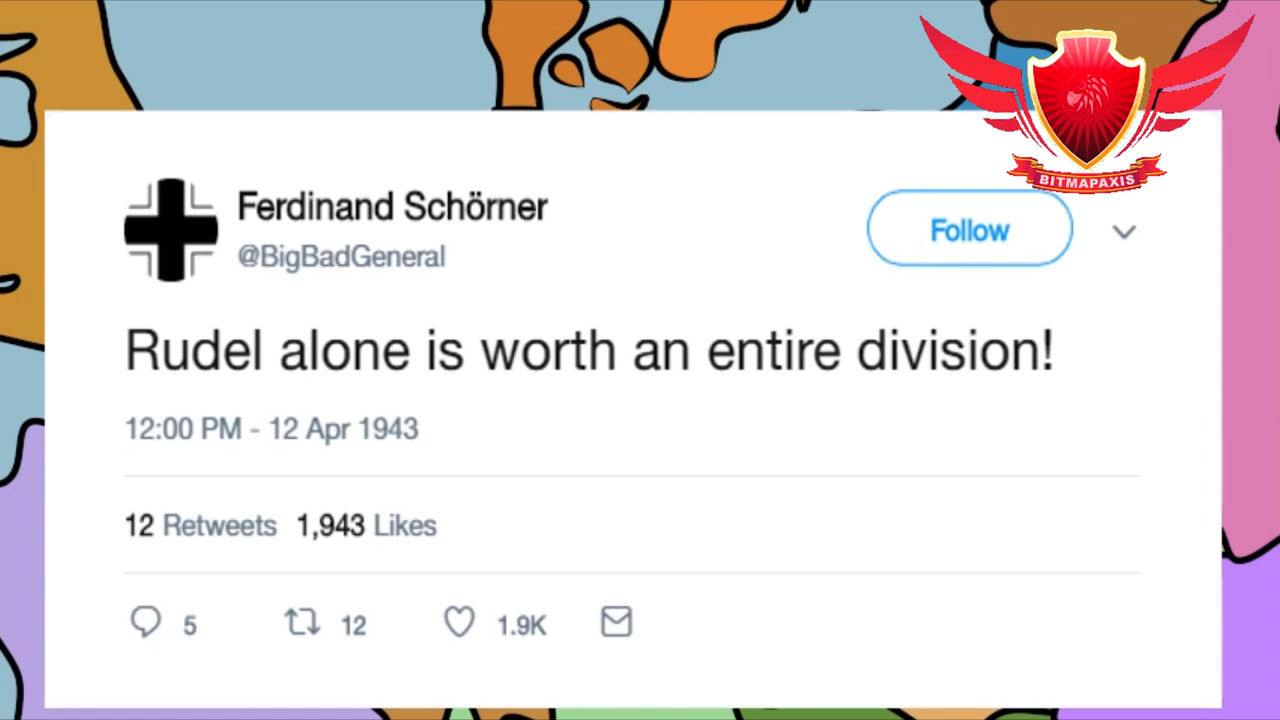 BITMAPAXIS
Ferdinand Schörner
@BigBadGeneral
Follow
Rudel alone is worth an entire division!
12:00 PM - 12 Apr 1943
12 Retweets 1,943 Likes
5 12 1.9K